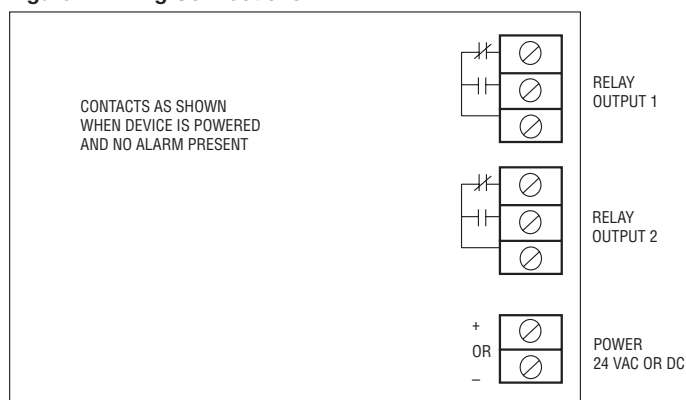 CONTACTS AS SHOWN
WHEN DEVICE IS POWERED
AND NO ALARM PRESENT
RELAY
OUTPUT 1
RELAY
OUTPUT 2
+
OR
–
POWER
24 VAC OR DC